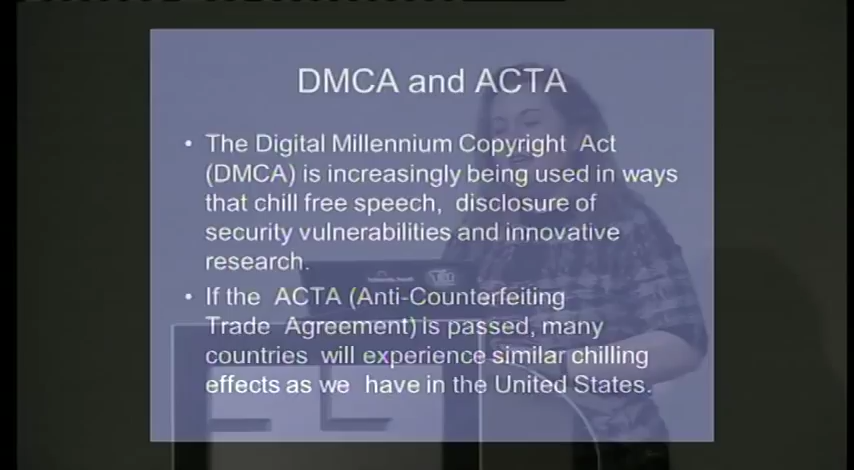 DMCA and ACTA
• The Digital Millennium Copyright Act
(DMCA) is increasingly being used in ways
that chill free speech, disclosure of
security vulnerabilities and innovative
research.
• If the ACTA (Anti-Counterfeiting
Trade Agreement) is passed, many
countries will experience similar chilling
effects as we have in the United States.